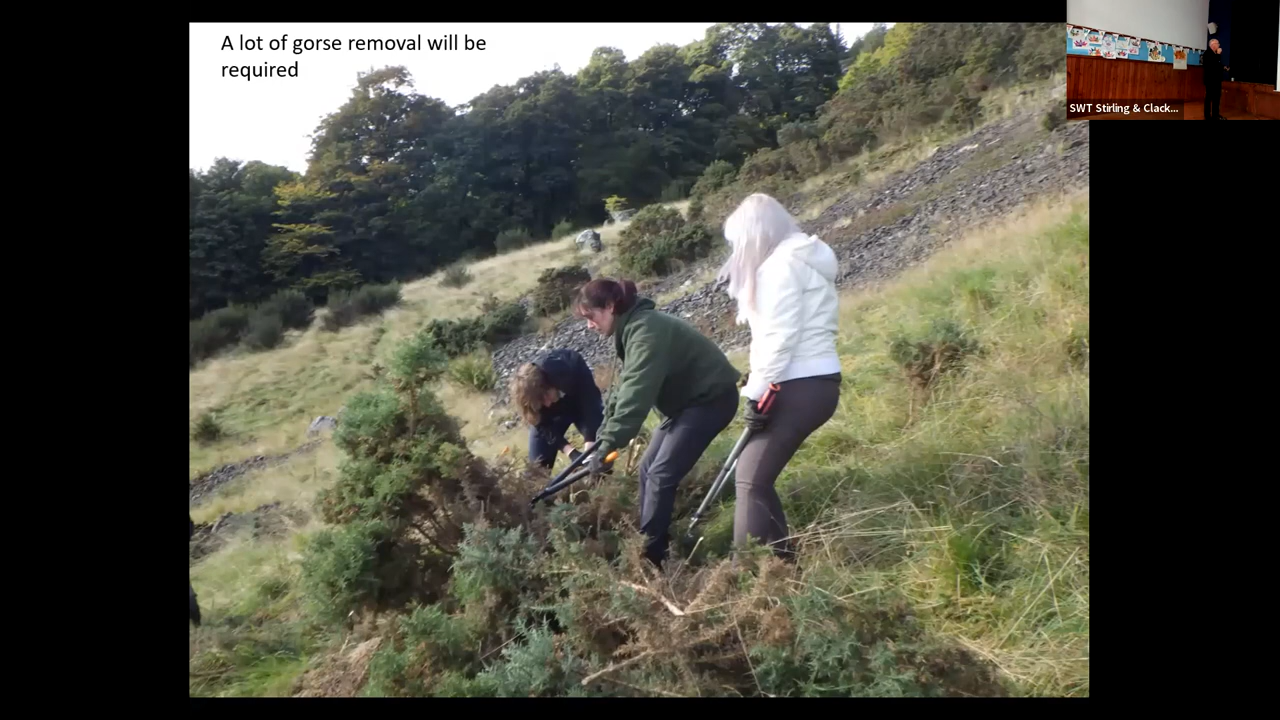 A lot of gorse removal will be
required
SWT Stirling & Clack...